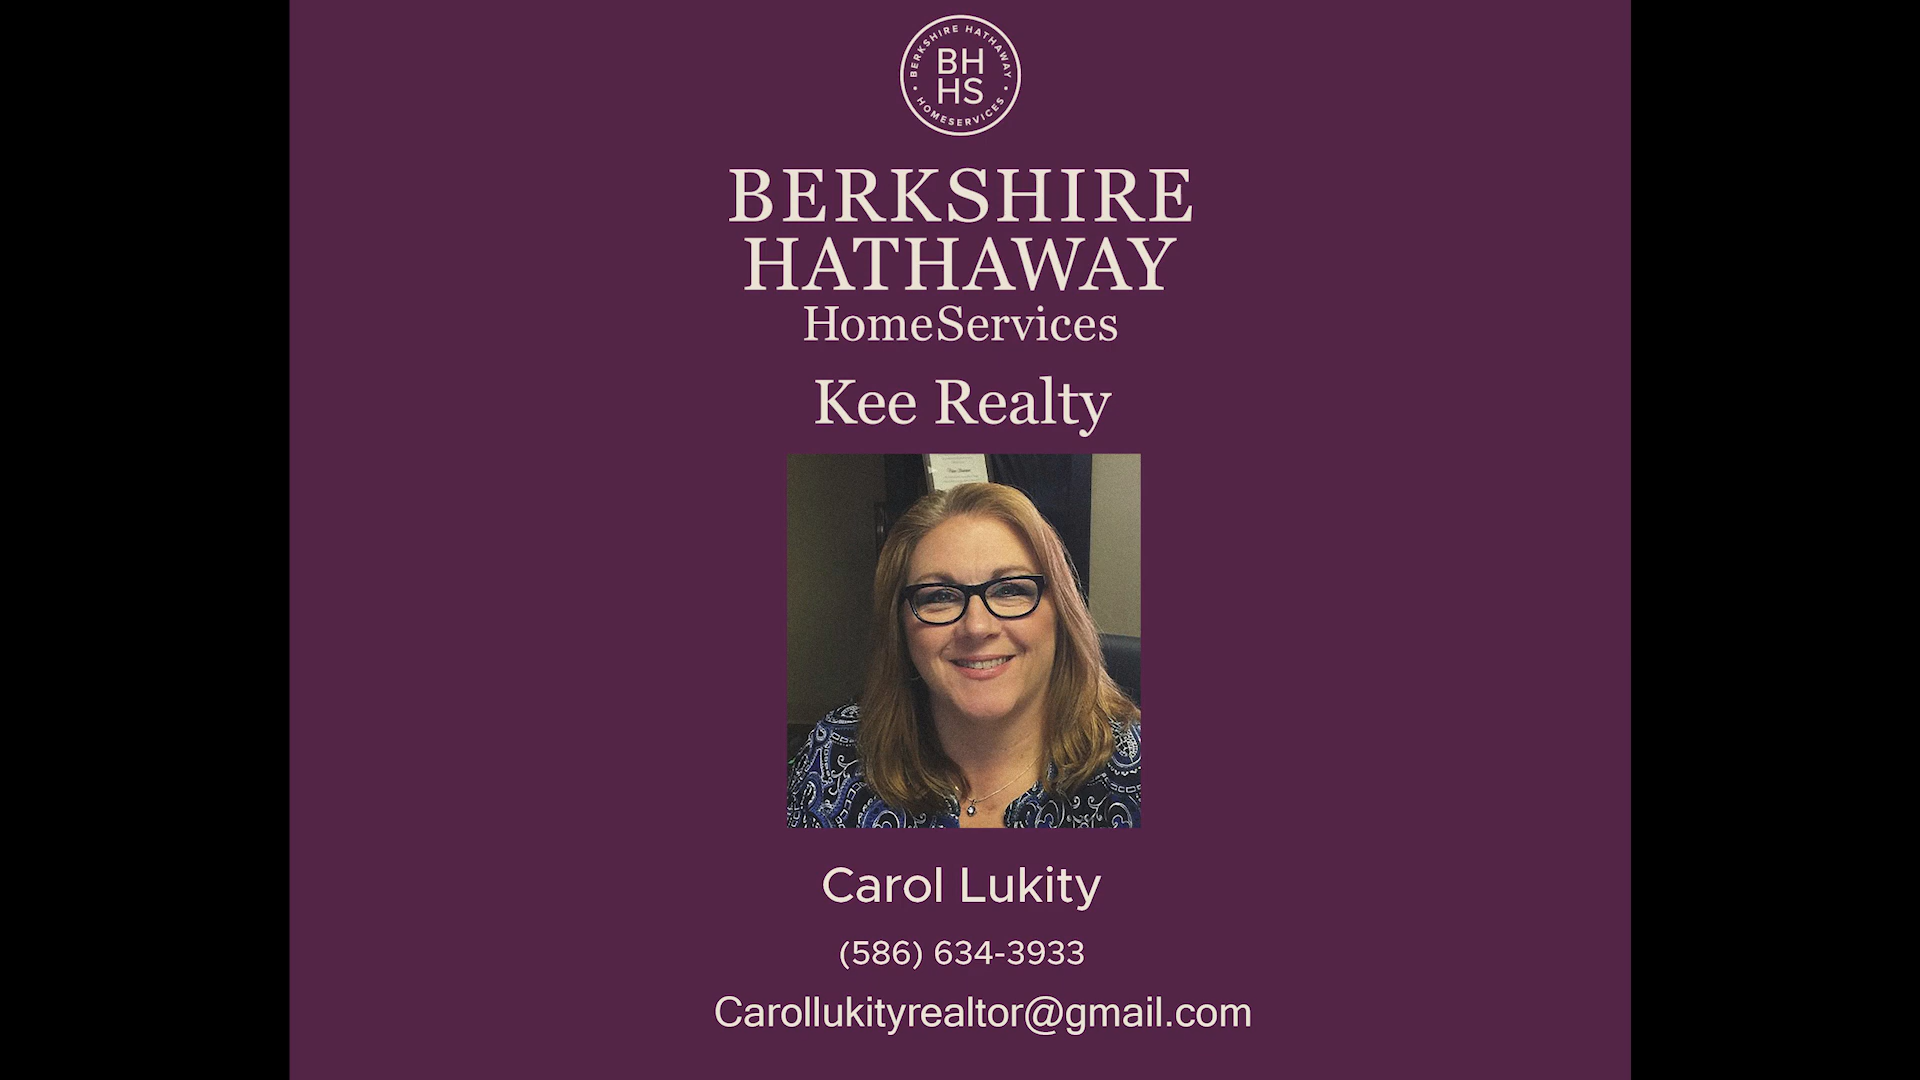 BERKSHIRE HATHAWAY
BH
HS
HOMESERVICES
BERKSHIRE
HATHAWAY
HomeServices
Kee Realty
Carol Lukity
(586) 634-3933
Carollukityrealtor@gmail.com